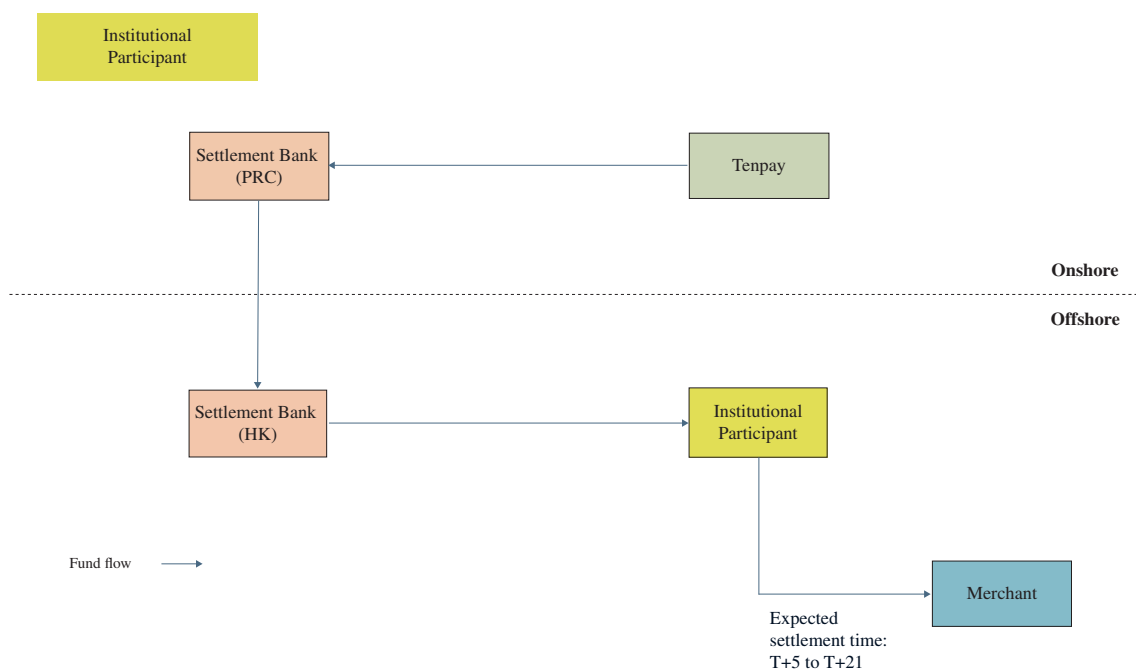 Institutional
Participant
Settlement Bank
(PRC)
Tenpay
Onshore
Offshore
Settlement Bank
(HK)
Institutional
Participant
Fund flow
Merchant
Expected
settlement time:
T+5 to T+21